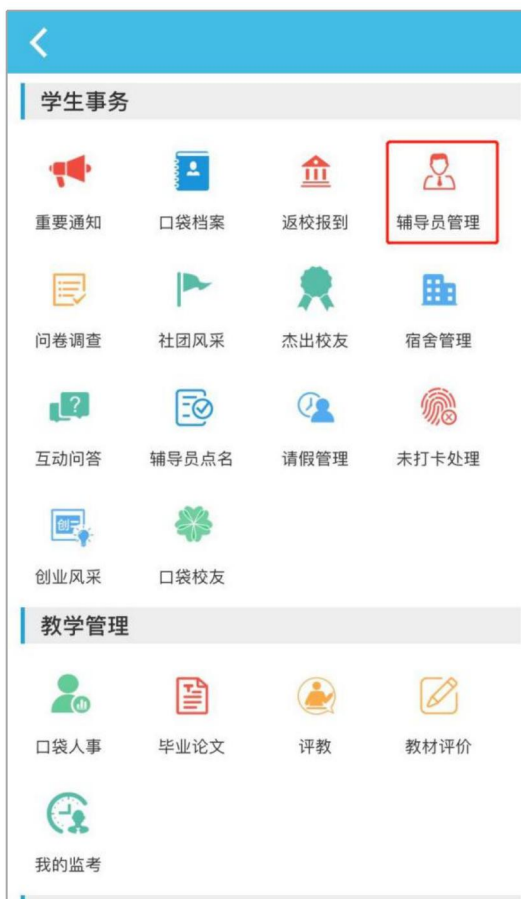 学生事务
重要通知 口袋档案 返校报到 辅导员管理
问卷调查 社团风采 杰出校友 宿舍管理
?
互动问答 辅导员点名 请假管理 未打卡处理
创
创业风采 口袋校友
教学管理
T
口袋人事 毕业论文 评教 教材评价
我的监考